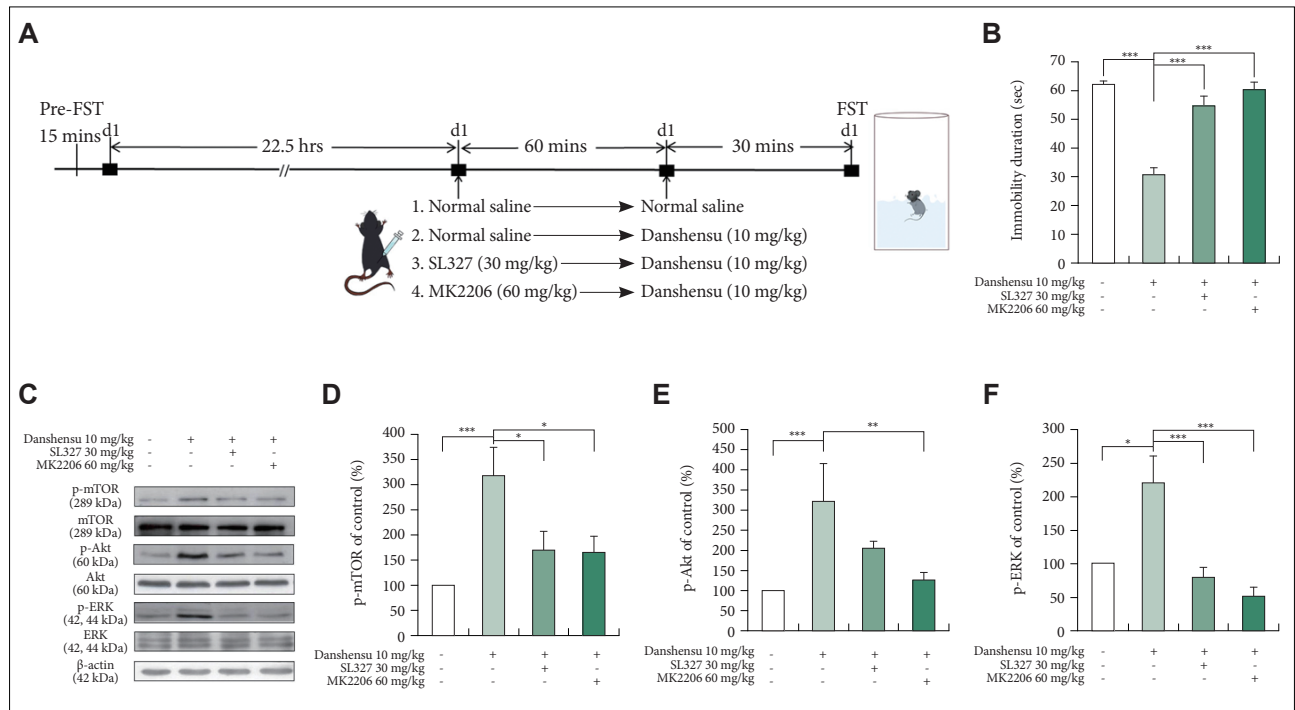 A
Pre-FST
15 mins
d1
22.5 hrs
d1
60 mins
d1
30 mins
FST
d1
1. Normal saline Normal saline
2. Normal saline Danshensu (10 mg/kg)
3. SL327 (30 mg/kg) Danshensu (10 mg/kg)
4. MK2206 (60 mg/kg) Danshensu (10 mg/kg)
B
Immobility duration (sec)
70
60
50
40
30
20
10
0
***
***
***
Danshensu 10 mg/kg - + + +
SL327 30 mg/kg - - + -
MK2206 60 mg/kg - - - +
C
Danshensu 10 mg/kg - + + +
SL327 30 mg/kg - - + -
MK2206 60 mg/kg - - - +
p-mTOR
(289 kDa)
mTOR
(289 kDa)
p-Akt
(60 kDa)
Akt
(60 kDa)
p-ERK
(42, 44 kDa)
ERK
(42, 44 kDa)
β-actin
(42 kDa)
D
p-mTOR of control (%)
400
350
300
250
200
150
100
50
0
***
*
*
Danshensu 10 mg/kg - + + +
SL327 30 mg/kg - - + -
MK2206 60 mg/kg - - - +
E
p-Akt of control (%)
500
450
400
350
300
250
200
150
100
50
0
***
**
Danshensu 10 mg/kg - + + +
SL327 30 mg/kg - - + -
MK2206 60 mg/kg - - - +
F
p-ERK of control (%)
300
250
200
150
100
50
0
*
***
***
Danshensu 10 mg/kg - + + +
SL327 30 mg/kg - - + -
MK2206 60 mg/kg - - - +